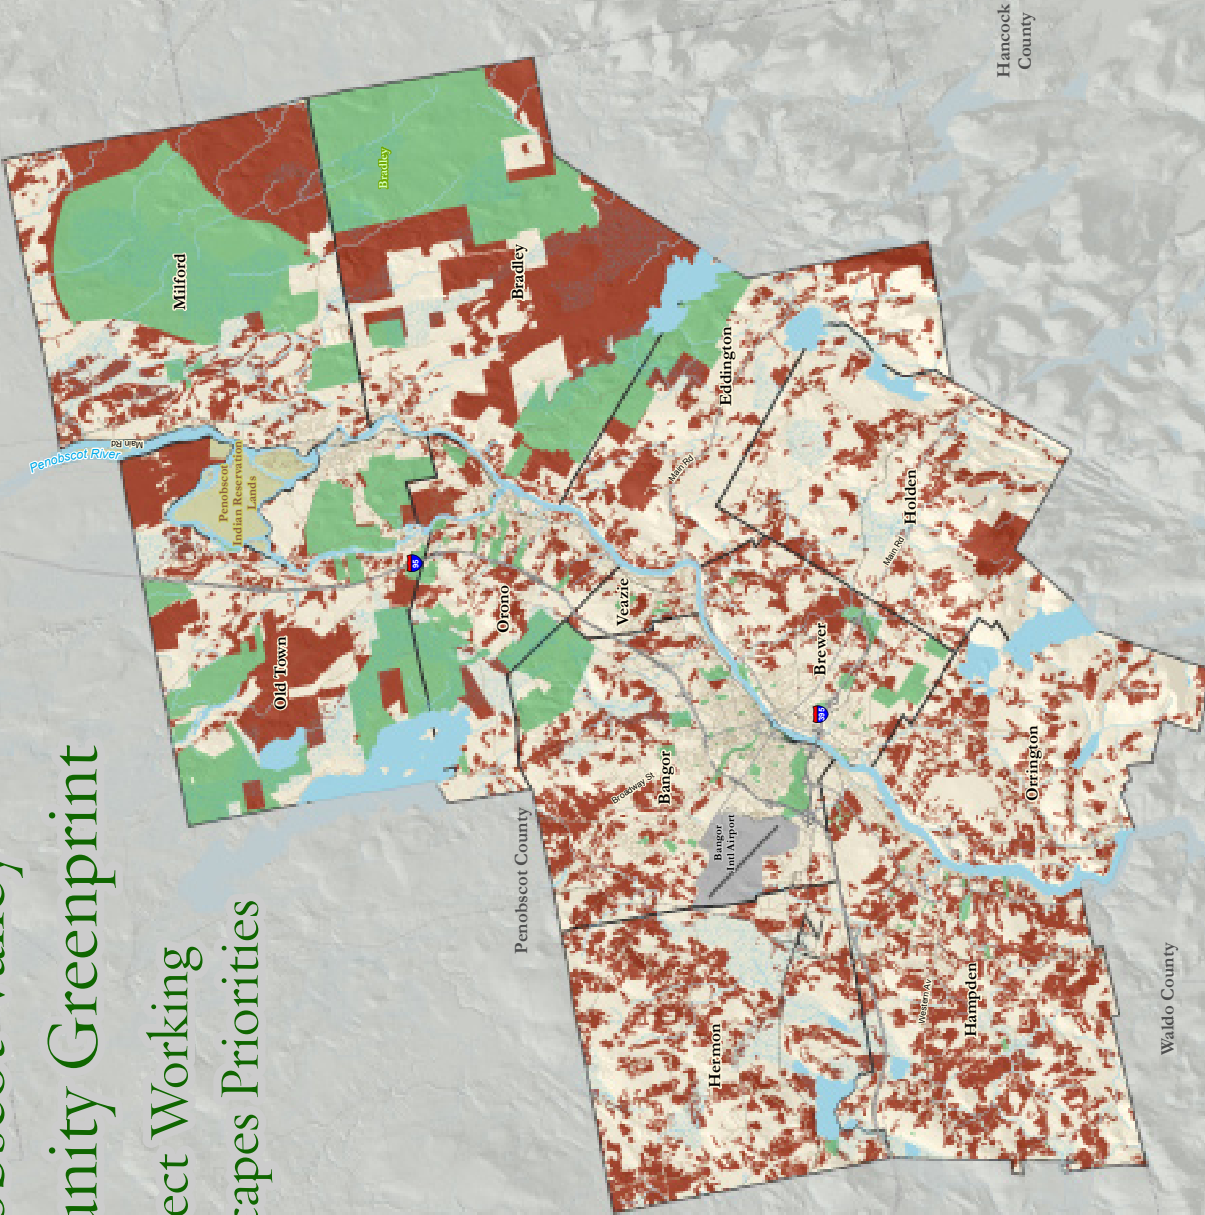 unity Greenprint
ect Working
capes Priorities
Hancock
County
Penobscot County
Waldo County
Penobscot River
Main Rd
Milford
Bradley
Bradley
Penobscot
Indian Reservation
Lands
Old Town
95
Orono
Veazie
Eddington
Main Rd
Holden
Main Rd
Brewer
395
Bangor
Broadway St
Bangor
Intl Airport
Orrington
Hermon
Hampden
Western Av